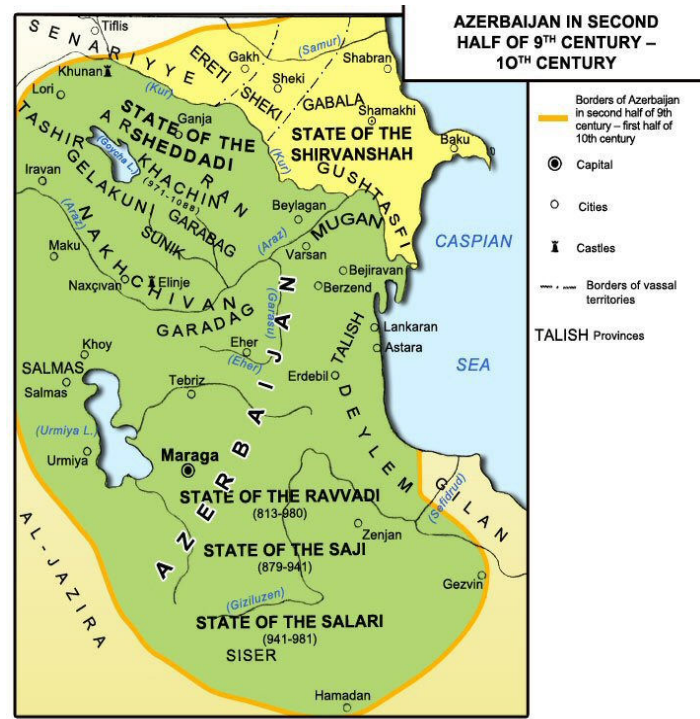 AZERBAIJAN IN SECOND
HALF OF 9TH CENTURY –
10TH CENTURY
Borders of Azerbaijan
in second half of 9th
century – first half of
10th century
Capital
Cities
Castles
Borders of vassal
territories
TALISH Provinces
Tiflis
SENARIYYE
Khunan
Lori
ERETI
Gakh
(Samur)
Shabran
Sheki
SHEKI
GABALA
Shamakhi
(Kur)
STATE OF THE
SHEDDADI
(971-1088)
Ganja
STATE OF THE
SHIRVANSHAH
Baku
TASHIR
ARRAN
(Goycha L.)
KHACHIN
(Kur)
GUSHTASFI
Iravan
GELAKUNI
GARABAG
SUNIK
Beylagan
MUGAN
(Araz)
(Araz)
Varsan
CASPIAN
SEA
Maku
NAKHCHIVAN
Naxçıvan
Elinje
Bejiravan
Berzend
(Garasu)
GARADAG
Lankaran
Astara
TALISH
Eher
(Eher)
Khoy
SALMAS
Salmas
Tebriz
Erdebil
DEYLEM
AZERBAIJAN
(Urmiya L.)
Urmiya
Maraga
GILAN
(Sefidrud)
STATE OF THE RAVVADI
(813-980)
Zenjan
STATE OF THE SAJI
(879-941)
AL-JAZIRA
Gezvin
(Giziluzen)
STATE OF THE SALARI
(941-981)
SISER
Hamadan